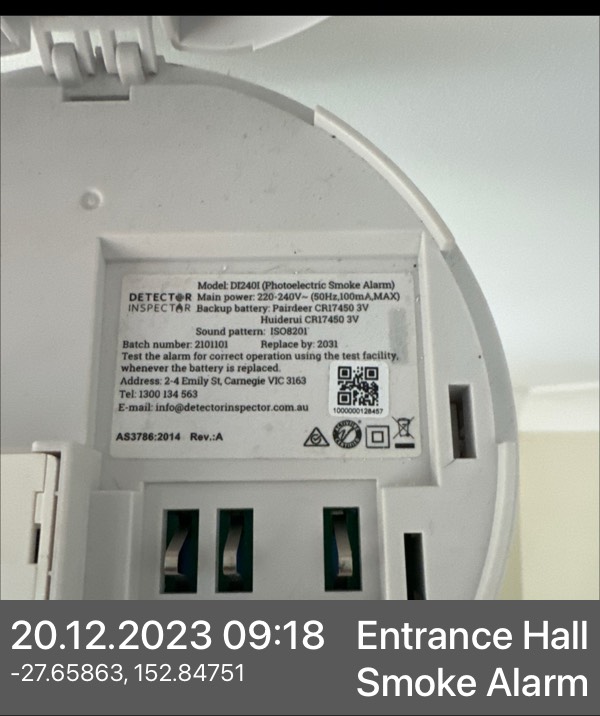 Model: DI240I (Photoelectric Smoke Alarm)
DETECTOR Main power: 220-240V~ (50Hz,100mA,MAX)
INSPECTOR Backup battery: Pairdeer CR17450 3V
Huiderui CR17450 3V
Sound pattern: ISO8201
Batch number: 2101101 Replace by: 2031
Test the alarm for correct operation using the test facility,
whenever the battery is replaced.
Address: 2-4 Emily St, Carnegie VIC 3163
Tel: 1300 134 563
E-mail: info@detectorinspector.com.au
1000000128457
AS3786:2014 Rev.:A
20.12.2023 09:18
-27.65863, 152.84751
Entrance Hall
Smoke Alarm